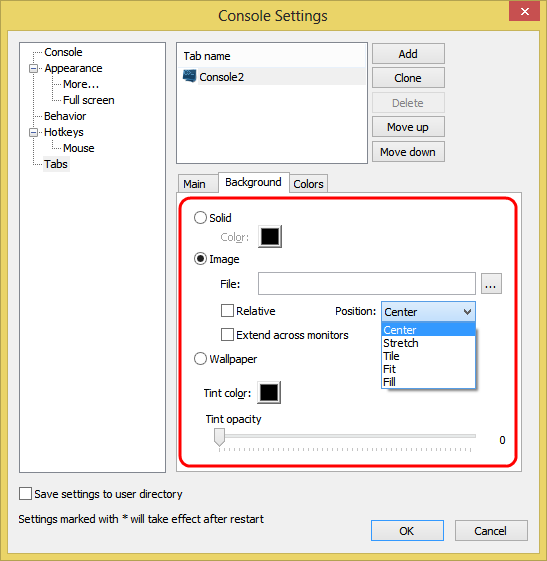 Console Settings
Console
Appearance
More...
Full screen
Behavior
Hotkeys
Mouse
Tabs
Tab name
Console2
Add
Clone
Delete
Move up
Move down
Main Background Colors
Solid
Color:
Image
File:
...
Relative Position: Center
Center
Extend across monitors
Stretch
Tile
Fit
Fill
Wallpaper
Tint color:
Tint opacity
0
Save settings to user directory
Settings marked with * will take effect after restart
OK Cancel